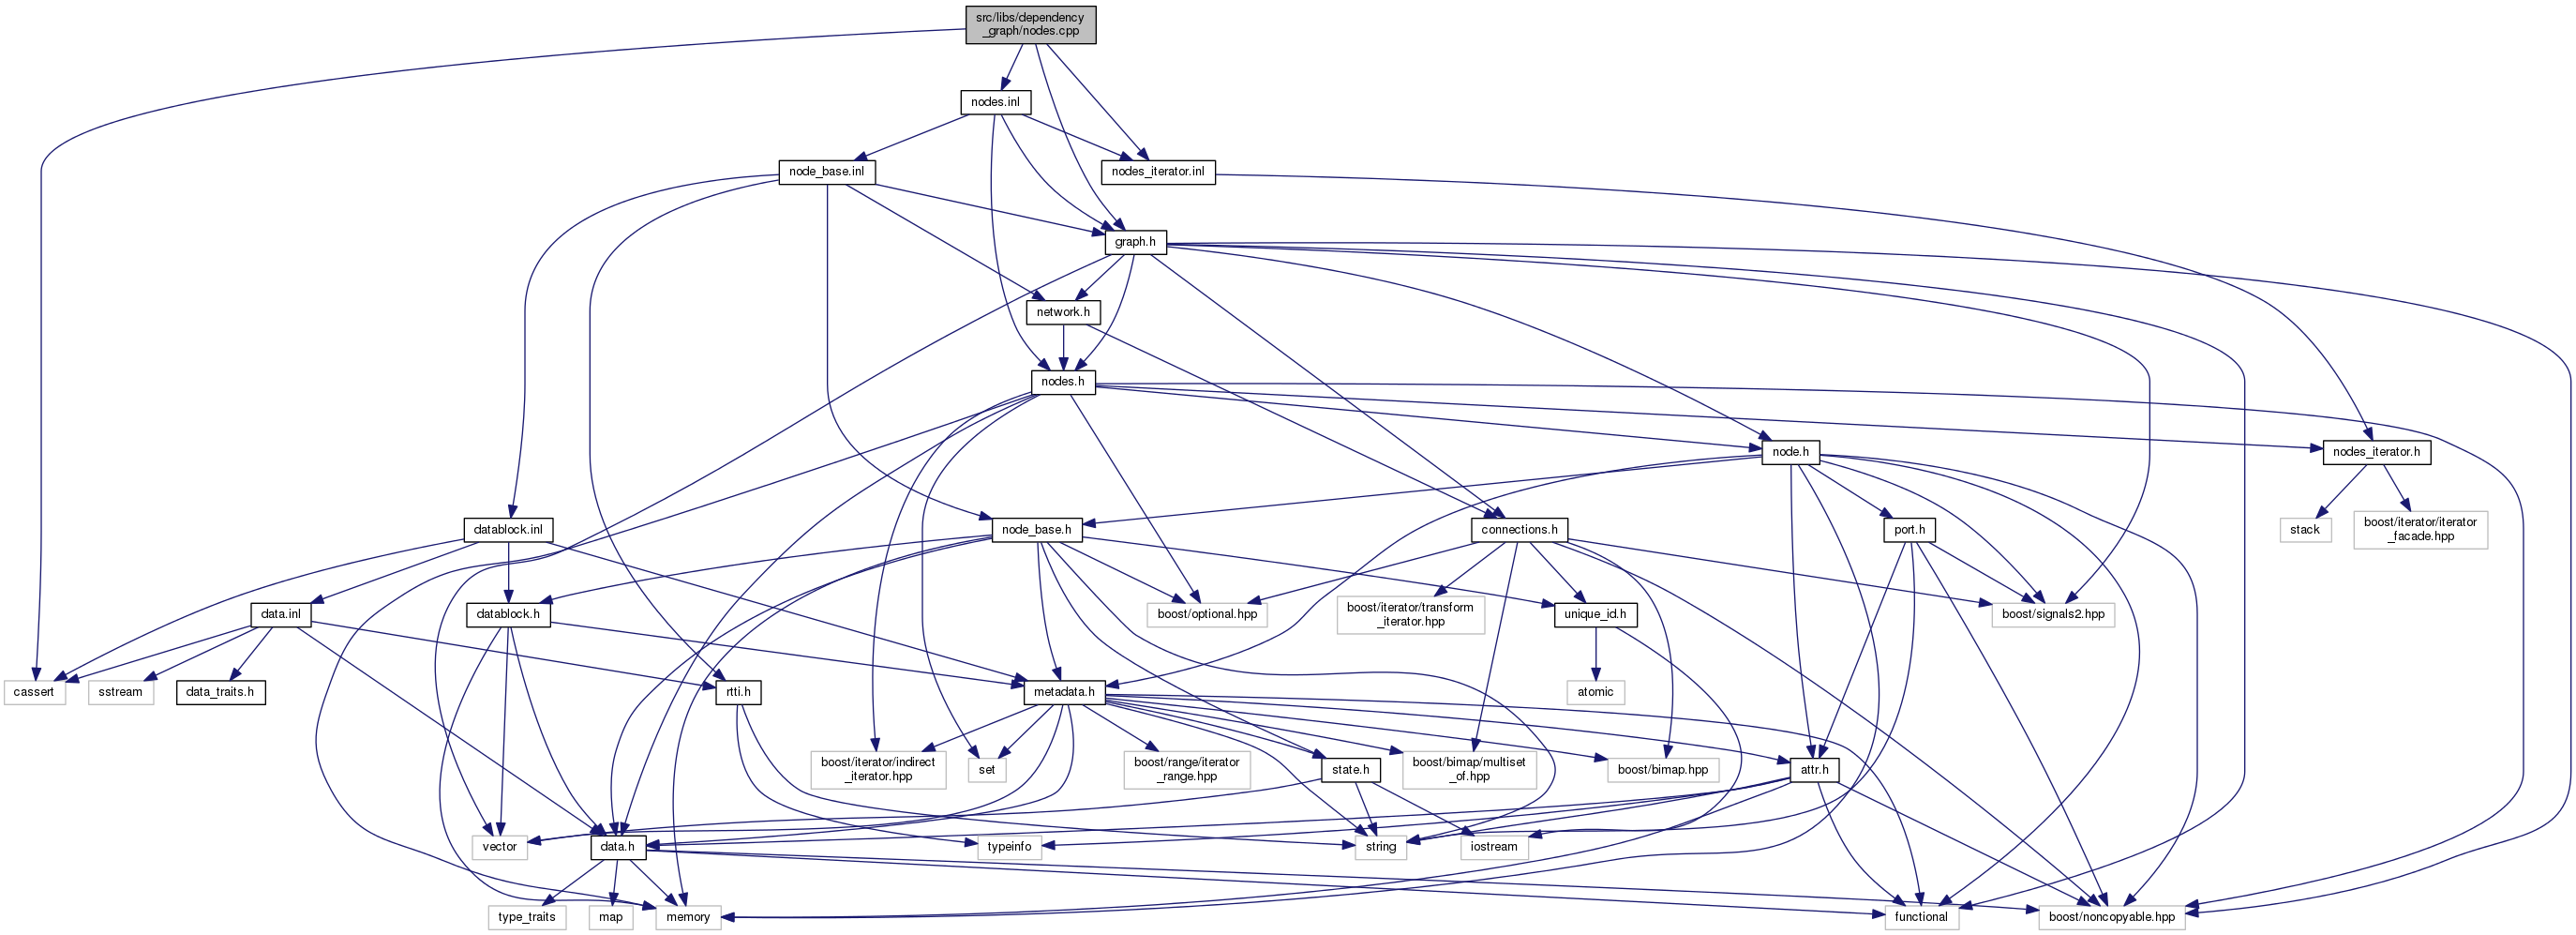 src/libs/dependency
_graph/nodes.cpp
nodes.inl
node_base.inl
nodes_iterator.inl
graph.h
network.h
nodes.h
node.h
nodes_iterator.h
datablock.inl
node_base.h
connections.h
port.h
stack
boost/iterator/iterator
_facade.hpp
data.inl
datablock.h
boost/optional.hpp
boost/iterator/transform
_iterator.hpp
unique_id.h
boost/signals2.hpp
cassert
sstream
data_traits.h
rtti.h
metadata.h
atomic
boost/iterator/indirect
_iterator.hpp
set
boost/range/iterator
_range.hpp
state.h
boost/bimap/multiset
_of.hpp
boost/bimap.hpp
attr.h
vector
data.h
typeinfo
string
iostream
type_traits
map
memory
functional
boost/noncopyable.hpp